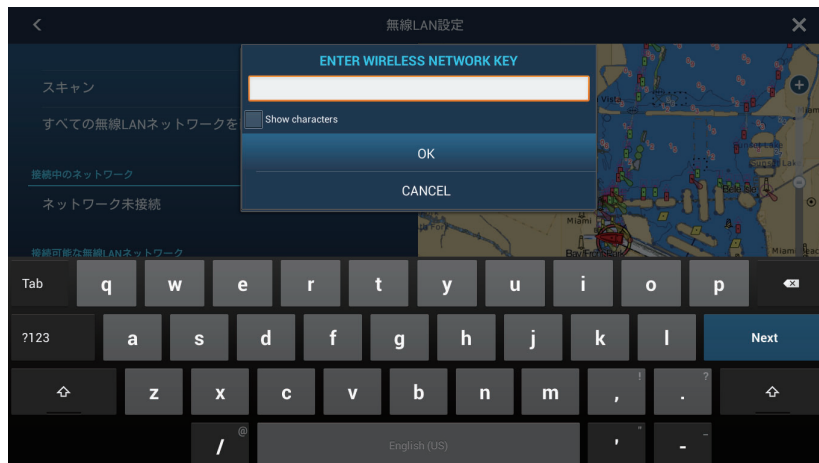 無線LAN設定
ENTER WIRELESS NETWORK KEY
スキャン
Show characters
すべての無線LANネットワークを
OK
接続中のネットワーク
CANCEL
ネットワーク未接続
接続可能な無線LANネットワーク
Vista
Miami
Miami
Tab q w e r t y u i o p
?123 a s d f g h j k l Next
z x c v b n m , ! . ?
/ @ English (US) ' " - _